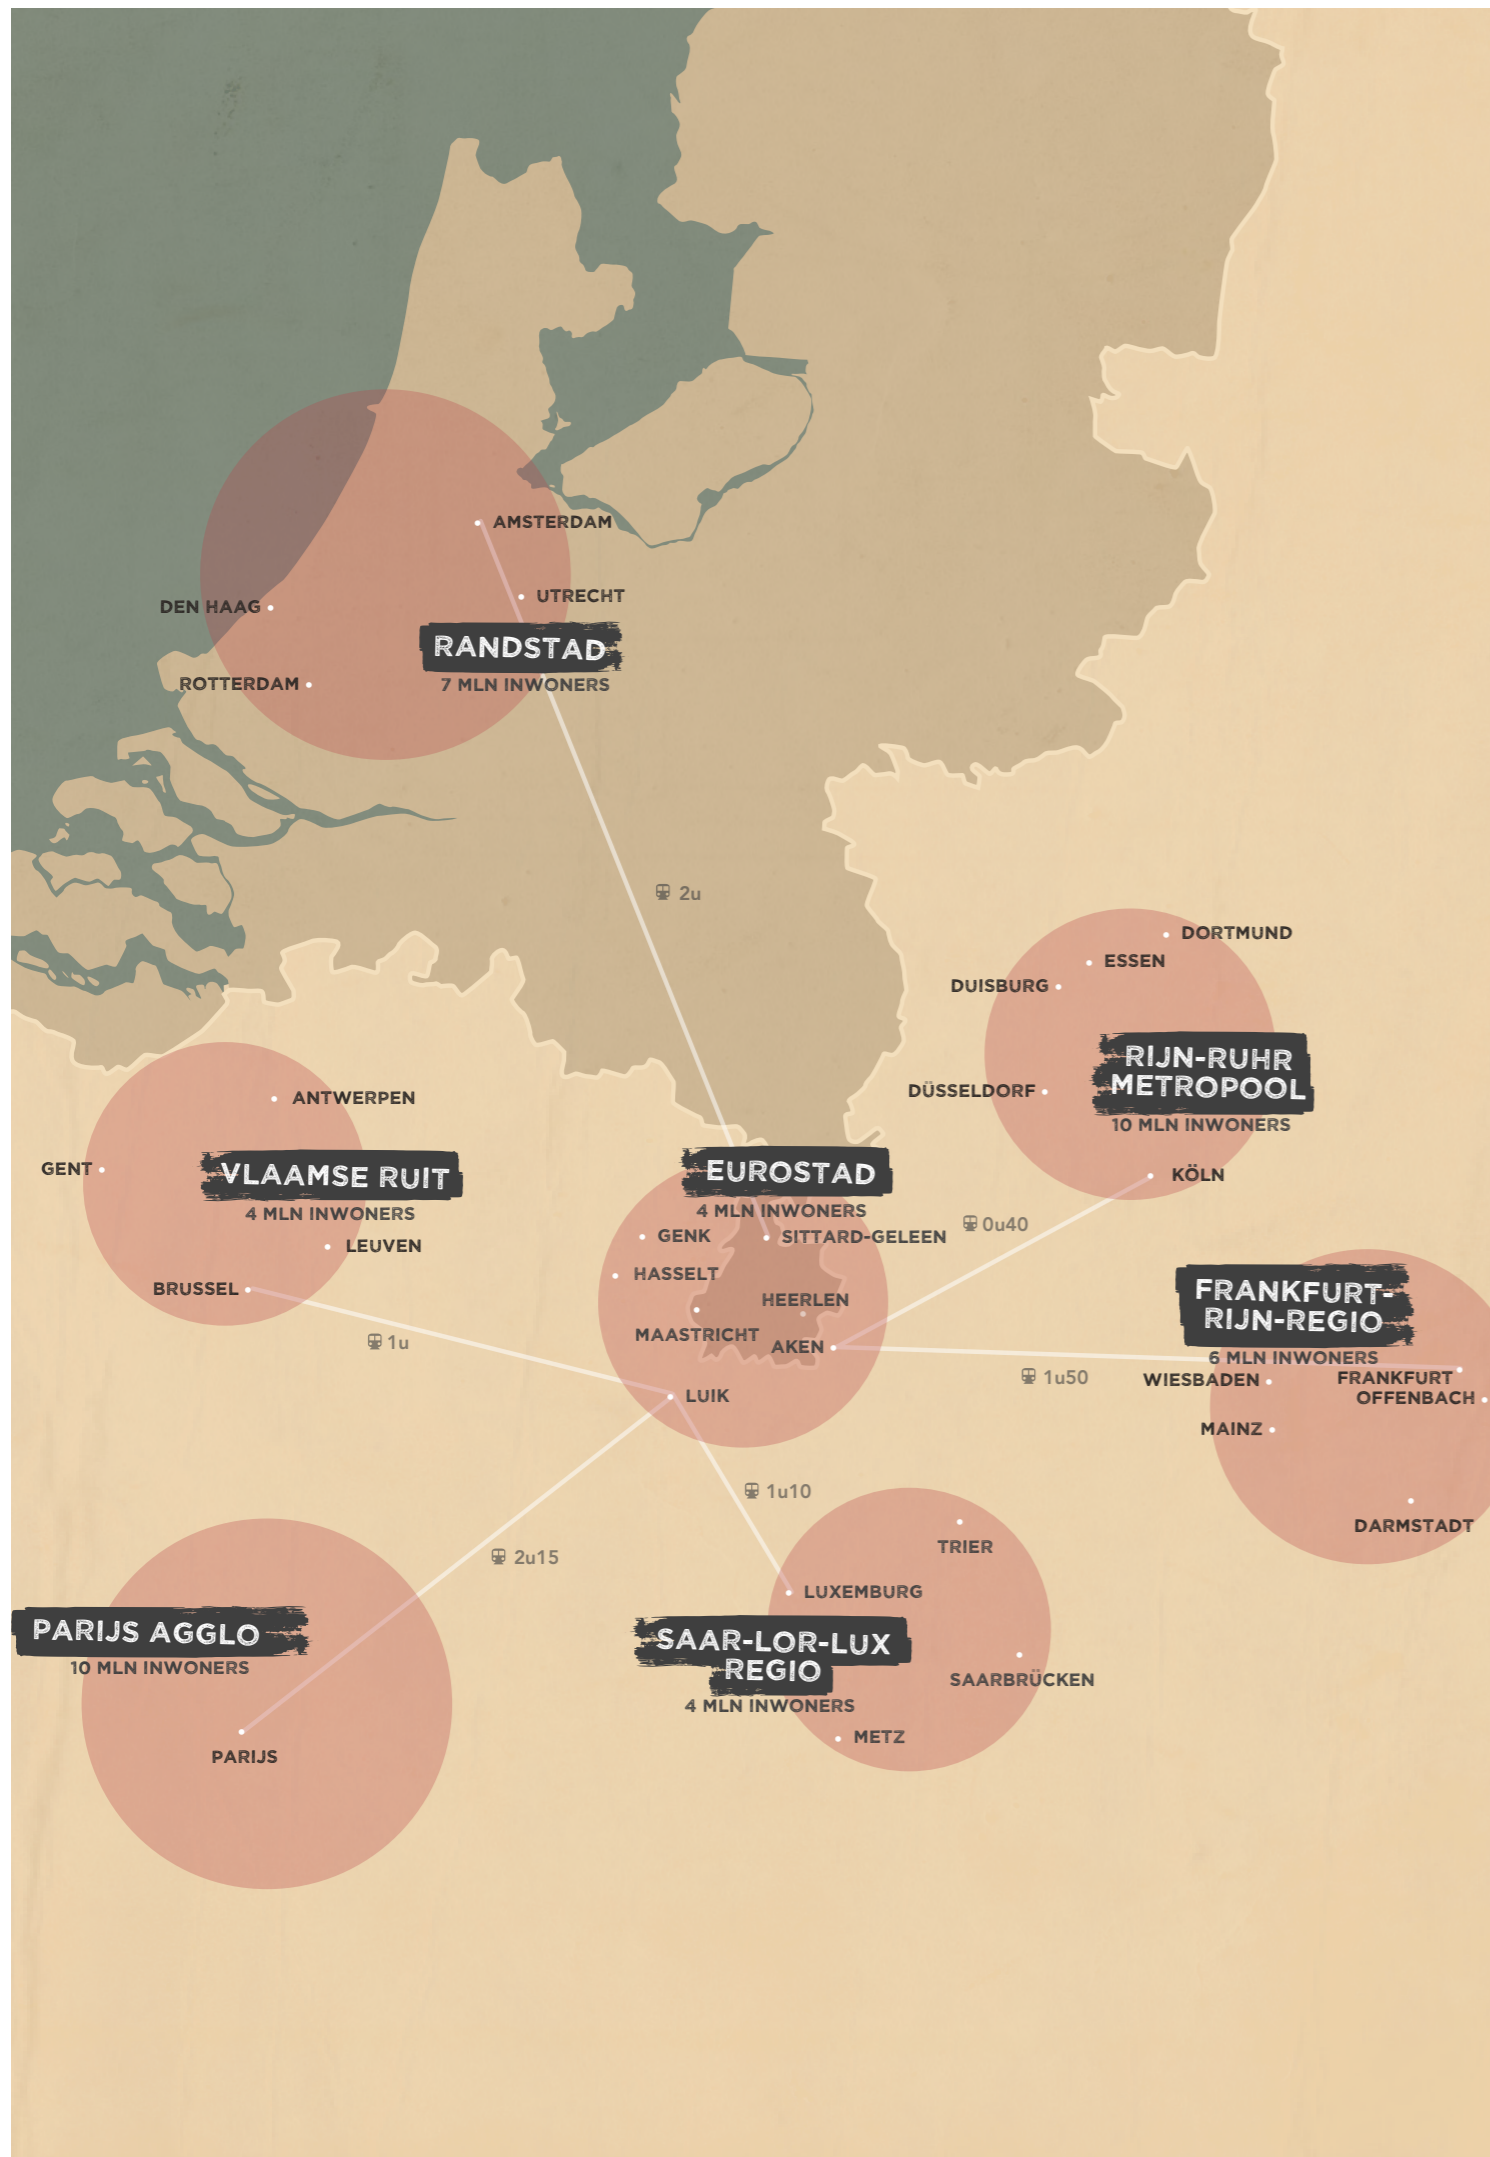 AMSTERDAM
UTRECHT
DEN HAAG
RANDSTAD
7 MLN INWONERS
ROTTERDAM
2u
DORTMUND
ESSEN
DUISBURG
RIJN-RUHR
METROPOOL
10 MLN INWONERS
DÜSSELDORF
KÖLN
ANTWERPEN
GENT
VLAAMSE RUIT
4 MLN INWONERS
LEUVEN
BRUSSEL
1u
EUROSTAD
4 MLN INWONERS
GENK
SITTARD-GELEEN
0u40
HASSELT
HEERLEN
MAASTRICHT
AKEN
LUIK
FRANKFURT-
RIJN-REGIO
6 MLN INWONERS
1u50
WIESBADEN
FRANKFURT
OFFENBACH
MAINZ
DARMSTADT
1u10
2u15
TRIER
LUXEMBURG
SAAR-LOR-LUX
REGIO
4 MLN INWONERS
SAARBRÜCKEN
METZ
PARIJS AGGLO
10 MLN INWONERS
PARIJS